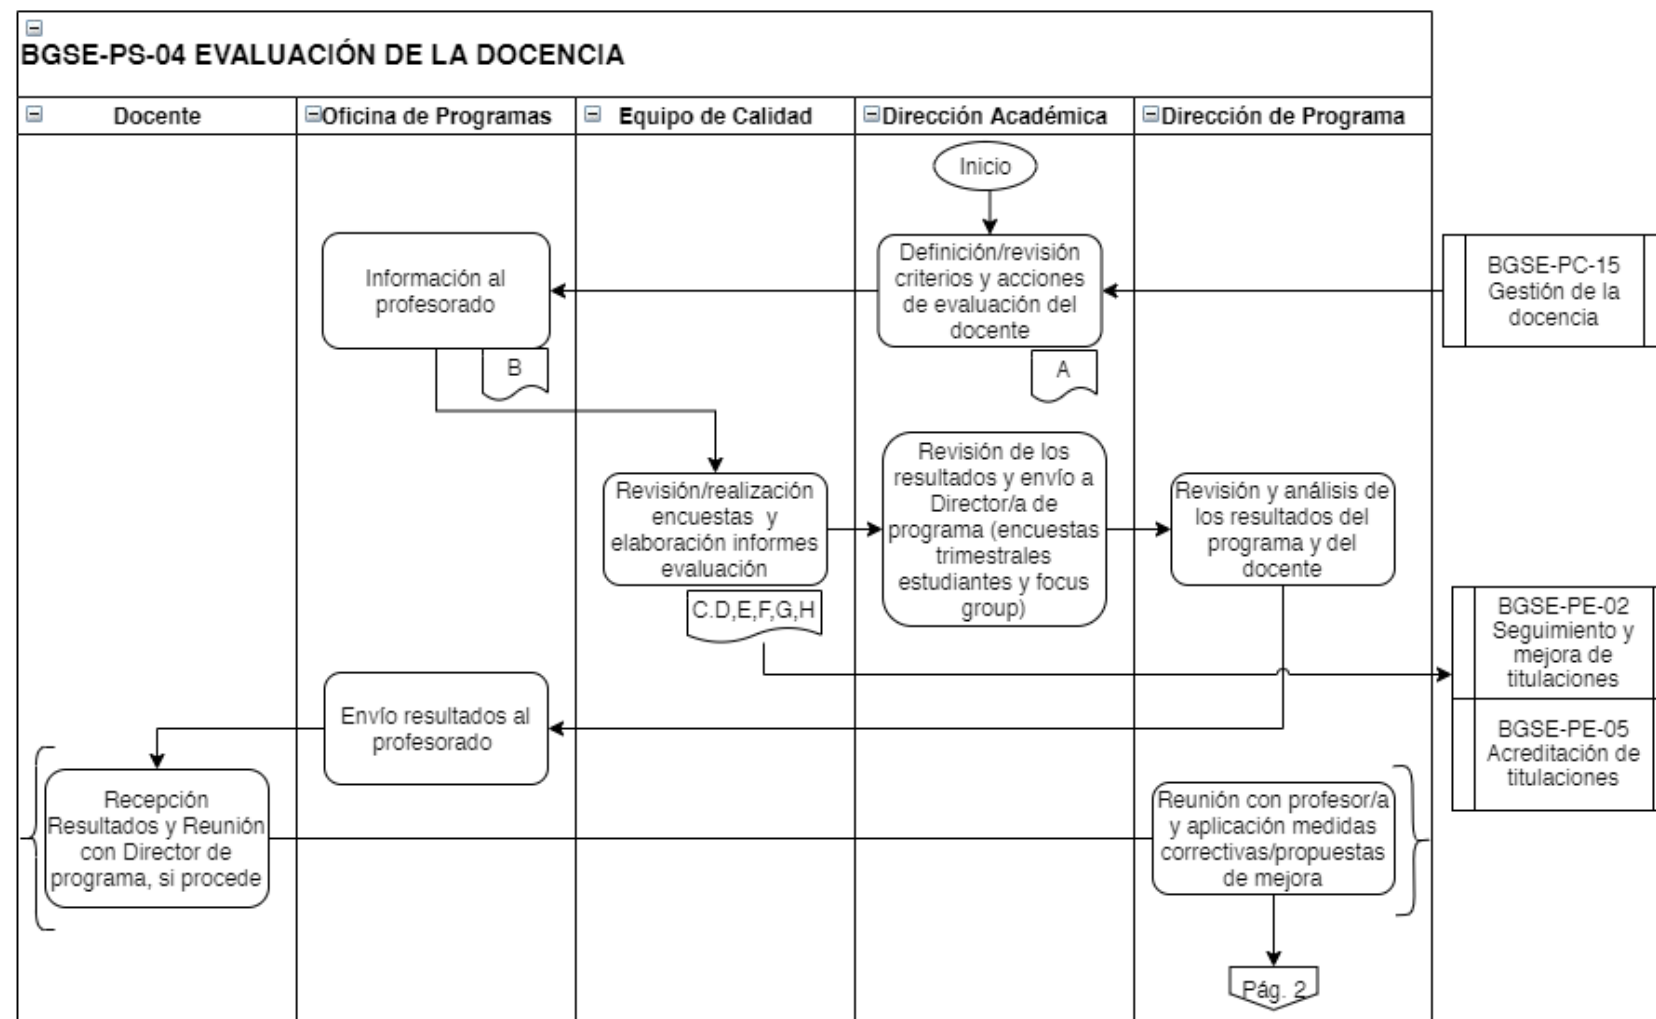 BGSE-PS-04 EVALUACIÓN DE LA DOCENCIA
Docente
Oficina de Programas
Equipo de Calidad
Dirección Académica
Dirección de Programa
Inicio
Información al
profesorado
B
Definición/revisión
criterios y acciones
de evaluación del
docente
A
BGSE-PC-15
Gestión de la
docencia
Revisión/realización
encuestas y
elaboración informes
evaluación
C.D,E,F,G,H
Revisión de los
resultados y envío a
Director/a de
programa (encuestas
trimestrales
estudiantes y focus
group)
Revisión y análisis de
los resultados del
programa y del
docente
BGSE-PE-02
Seguimiento y
mejora de
titulaciones
BGSE-PE-05
Acreditación de
titulaciones
Envío resultados al
profesorado
Recepción
Resultados y Reunión
con Director de
programa, si procede
Reunión con profesor/a
y aplicación medidas
correctivas/propuestas
de mejora
Pág. 2